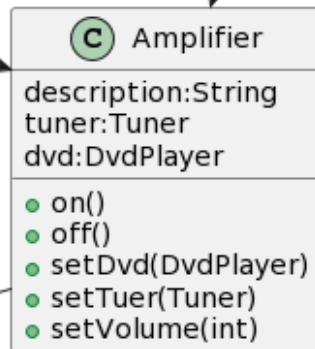 C Amplifier
description:String
tuner:Tuner
dvd:DvdPlayer
on()
off()
setDvd(DvdPlayer)
setTuer(Tuner)
setVolume(int)